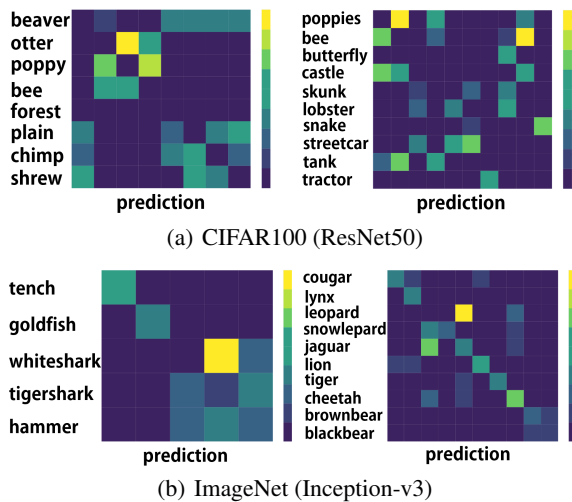 beaver
otter
poppy
bee
forest
plain
chimp
shrew
prediction
poppies
bee
butterfly
castle
skunk
lobster
snake
streetcar
tank
tractor
prediction
(a) CIFAR100 (ResNet50)
tench
goldfish
whiteshark
tigershark
hammer
prediction
cougar
lynx
leopard
snowlepard
jaguar
lion
tiger
cheetah
brownbear
blackbear
prediction
(b) ImageNet (Inception-v3)